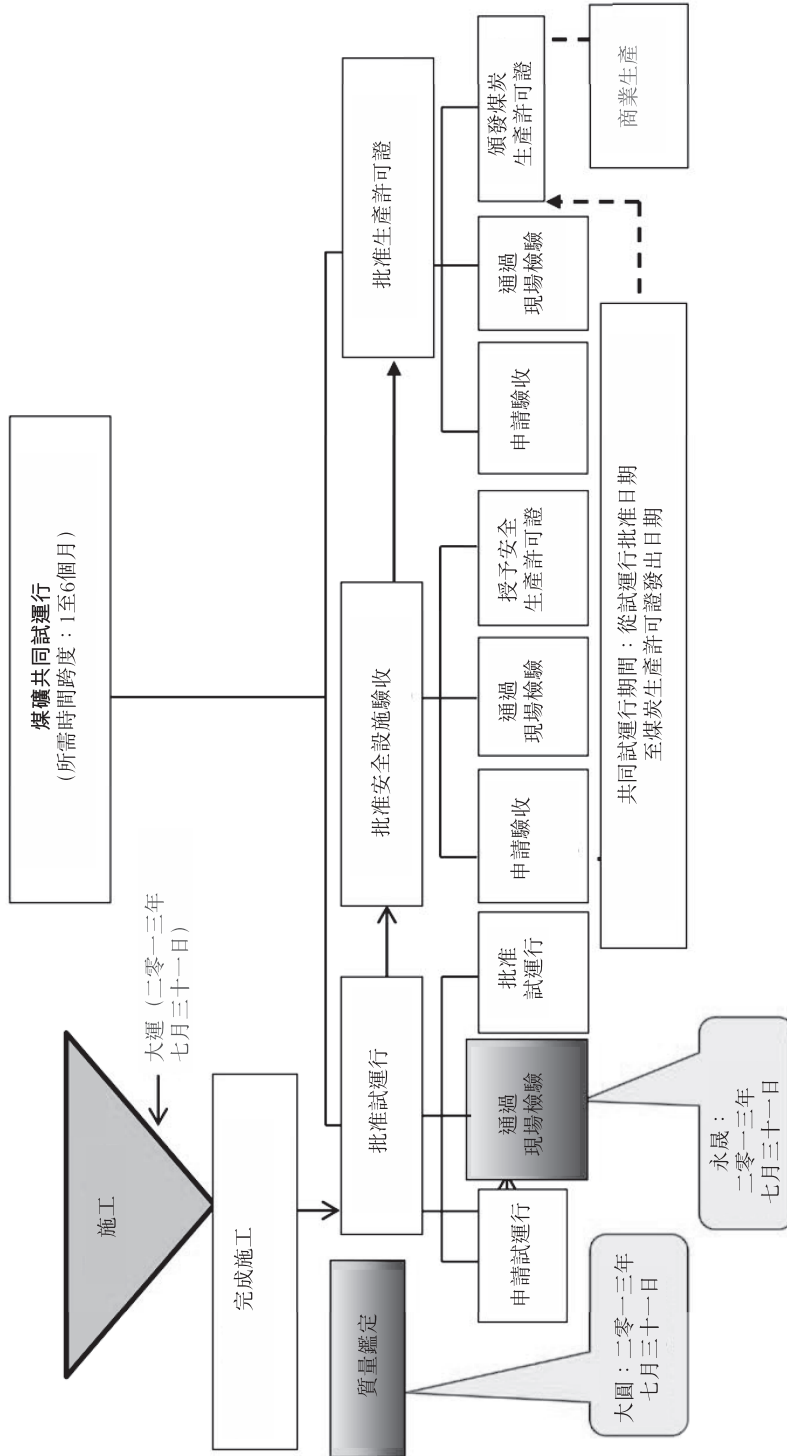 煤礦共同試運行
(所需時間跨度：1至6個月)
施工
大運 (二零一三年
七月三十一日)
完成施工
質量鑑定
批准試運行
批准安全設施驗收
批准生產許可證
申請試運行
通過
現場檢驗
批准
試運行
申請驗收
通過
現場檢驗
授予安全
生產許可證
申請驗收
通過
現場檢驗
頒發煤炭
生產許可證
大圓：二零一三年
七月三十一日
永晟：
二零一三年
七月三十一日
共同試運行期間：從試運行批准日期
至煤炭生產許可證發出日期
商業生產